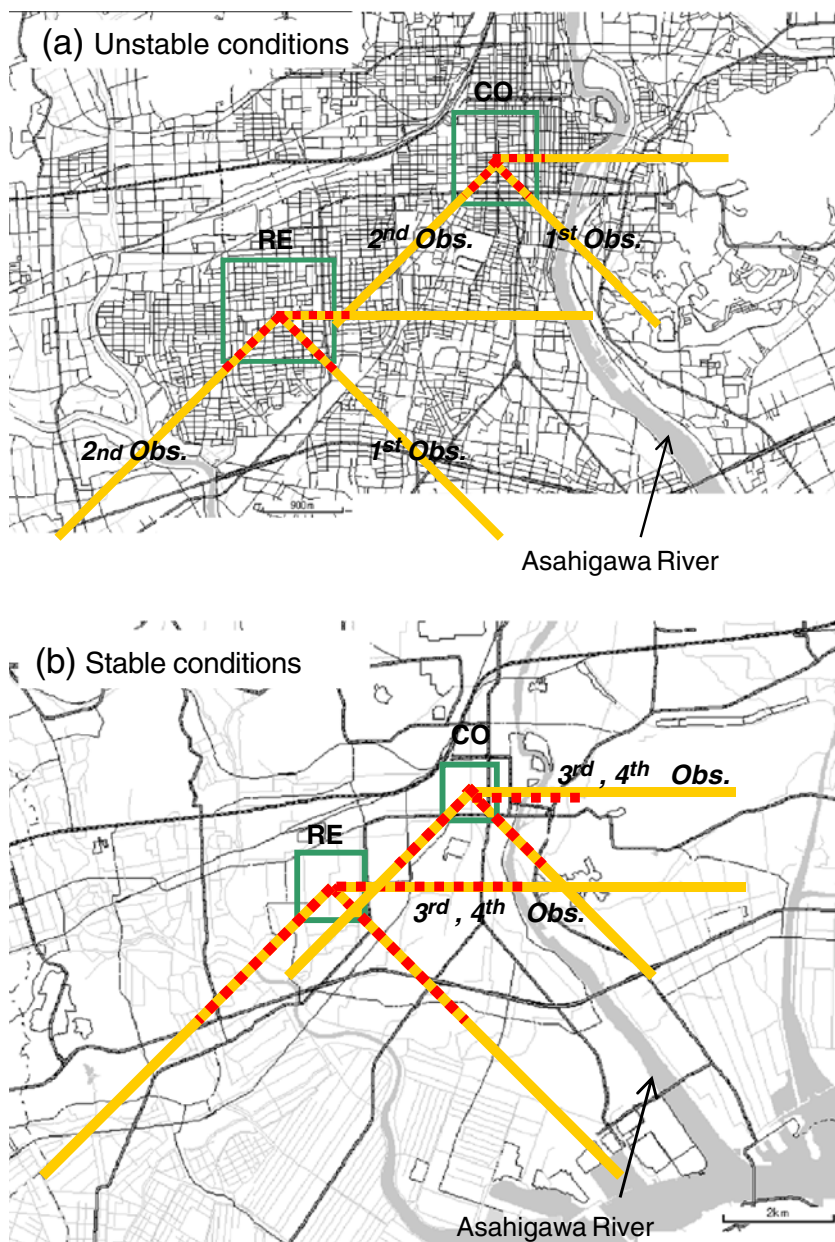 (a) Unstable conditions
CO
2nd Obs.
1st Obs.
RE
2nd Obs.
1st Obs.
900m
Asahigawa River
(b) Stable conditions
CO
3rd , 4th Obs.
RE
3rd , 4th Obs.
2km
Asahigawa River